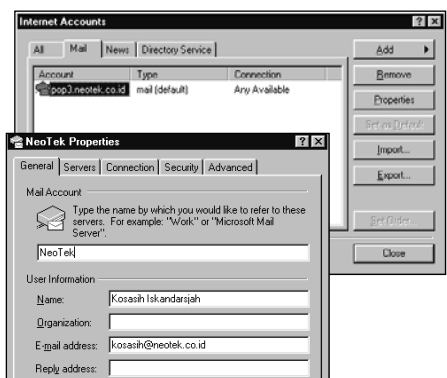 Internet Accounts
All Mail News Directory Service
Add
Account Type Connection
pop3.neotek.co.id mail (default) Any Available
Remove
Properties
Set as Default
Import...
Export...
Set Order...
Close
NeoTek Properties
General Servers Connection Security Advanced
Mail Account
Type the name by which you would like to refer to these
servers. For example: "Work" or "Microsoft Mail
Server".
NeoTek
User Information
Name: Kosasih Iskandarsjah
Organization:
E-mail address: kosasih@neotek.co.id
Reply address: